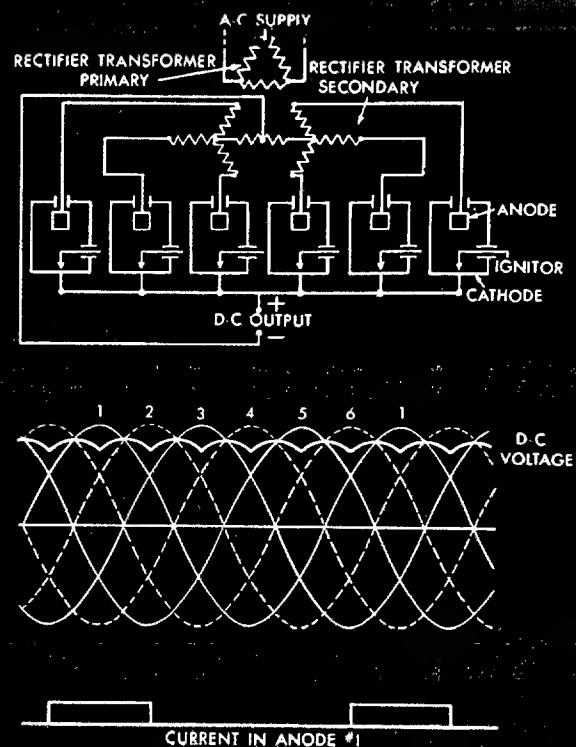 A-C SUPPLY
RECTIFIER TRANSFORMER
PRIMARY
RECTIFIER TRANSFORMER
SECONDARY
ANODE
IGNITOR
CATHODE
+
D-C OUTPUT
−
1 2 3 4 5 6 1
D-C
VOLTAGE
CURRENT IN ANODE #1